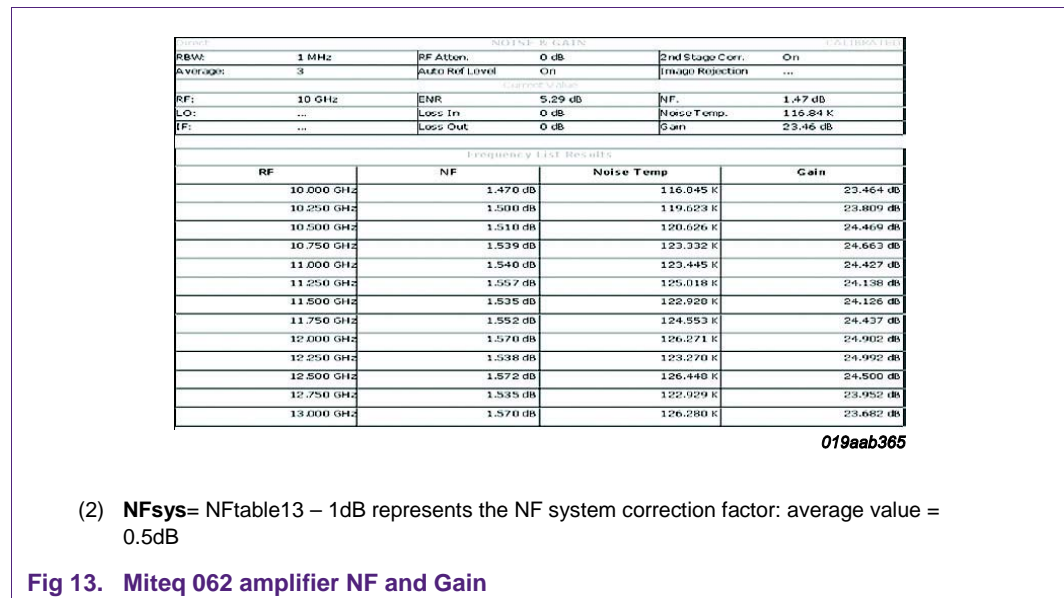 Direct NOISE & GAIN CALIBRATED
RBW: 1 MHz RF Atten. 0 dB 2nd Stage Corr. On
Average: 3 Auto Ref Level On Image Rejection ...
Current Value
RF: 10 GHz ENR 5.29 dB NF. 1.47 dB
LO: ... Loss In 0 dB Noise Temp. 116.84 K
IF: ... Loss Out 0 dB Gain 23.46 dB
Frequency List Results
RF NF Noise Temp Gain
10.000 GHz 1.470 dB 116.845 K 23.464 dB
10.250 GHz 1.500 dB 119.623 K 23.809 dB
10.500 GHz 1.510 dB 120.626 K 24.469 dB
10.750 GHz 1.539 dB 123.332 K 24.663 dB
11.000 GHz 1.540 dB 123.445 K 24.427 dB
11.250 GHz 1.557 dB 125.018 K 24.138 dB
11.500 GHz 1.535 dB 122.928 K 24.126 dB
11.750 GHz 1.552 dB 124.553 K 24.437 dB
12.000 GHz 1.570 dB 126.271 K 24.902 dB
12.250 GHz 1.538 dB 123.270 K 24.992 dB
12.500 GHz 1.572 dB 126.448 K 24.500 dB
12.750 GHz 1.535 dB 122.929 K 23.952 dB
13.000 GHz 1.570 dB 126.280 K 23.682 dB
019aab365
(2) NFsys= NFtable13 – 1dB represents the NF system correction factor: average value =
0.5dB
Fig 13. Miteq 062 amplifier NF and Gain